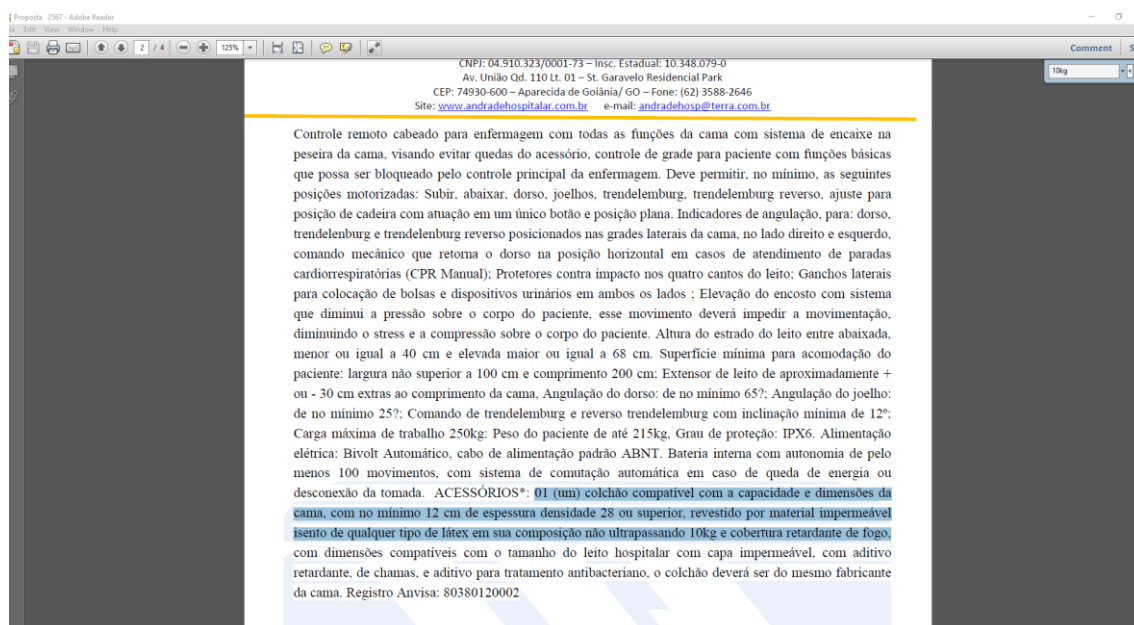 Proposta 2567 - Adobe Reader
Edit View Window Help
2 / 4 125% Comment
10kg
CNPJ: 04.910.323/0001-73 – Insc. Estadual: 10.348.079-0
Av. União Qd. 110 Lt. 01 – St. Garavelo Residencial Park
CEP: 74930-600 – Aparecida de Goiânia/ GO – Fone: (62) 3588-2646
Site: www.andradehospitalar.com.br e-mail: andradehosp@terra.com.br
Controle remoto cabeado para enfermagem com todas as funções da cama com sistema de encaixe na
peseira da cama, visando evitar quedas do acessório, controle de grade para paciente com funções básicas
que possa ser bloqueado pelo controle principal da enfermagem. Deve permitir, no mínimo, as seguintes
posições motorizadas: Subir, abaixar, dorso, joelhos, trendelemburg, trendelemburg reverso, ajuste para
posição de cadeira com atuação em um único botão e posição plana. Indicadores de angulação, para: dorso,
trendelenburg e trendelenburg reverso posicionados nas grades laterais da cama, no lado direito e esquerdo,
comando mecânico que retorna o dorso na posição horizontal em casos de atendimento de paradas
cardiorrespiratórias (CPR Manual); Protetores contra impacto nos quatro cantos do leito; Ganchos laterais
para colocação de bolsas e dispositivos urinários em ambos os lados ; Elevação do encosto com sistema
que diminui a pressão sobre o corpo do paciente, esse movimento deverá impedir a movimentação,
diminuindo o stress e a compressão sobre o corpo do paciente. Altura do estrado do leito entre abaixada,
menor ou igual a 40 cm e elevada maior ou igual a 68 cm. Superfície mínima para acomodação do
paciente: largura não superior a 100 cm e comprimento 200 cm; Extensor de leito de aproximadamente +
ou - 30 cm extras ao comprimento da cama, Angulação do dorso: de no mínimo 65?; Angulação do joelho:
de no mínimo 25?; Comando de trendelemburg e reverso trendelemburg com inclinação mínima de 12º;
Carga máxima de trabalho 250kg: Peso do paciente de até 215kg, Grau de proteção: IPX6. Alimentação
elétrica: Bivolt Automático, cabo de alimentação padrão ABNT. Bateria interna com autonomia de pelo
menos 100 movimentos, com sistema de comutação automática em caso de queda de energia ou
desconexão da tomada. ACESSÓRIOS*: 01 (um) colchão compatível com a capacidade e dimensões da
cama, com no mínimo 12 cm de espessura densidade 28 ou superior, revestido por material impermeável
isento de qualquer tipo de látex em sua composição não ultrapassando 10kg e cobertura retardante de fogo,
com dimensões compatíveis com o tamanho do leito hospitalar com capa impermeável, com aditivo
retardante, de chamas, e aditivo para tratamento antibacteriano, o colchão deverá ser do mesmo fabricante
da cama. Registro Anvisa: 80380120002